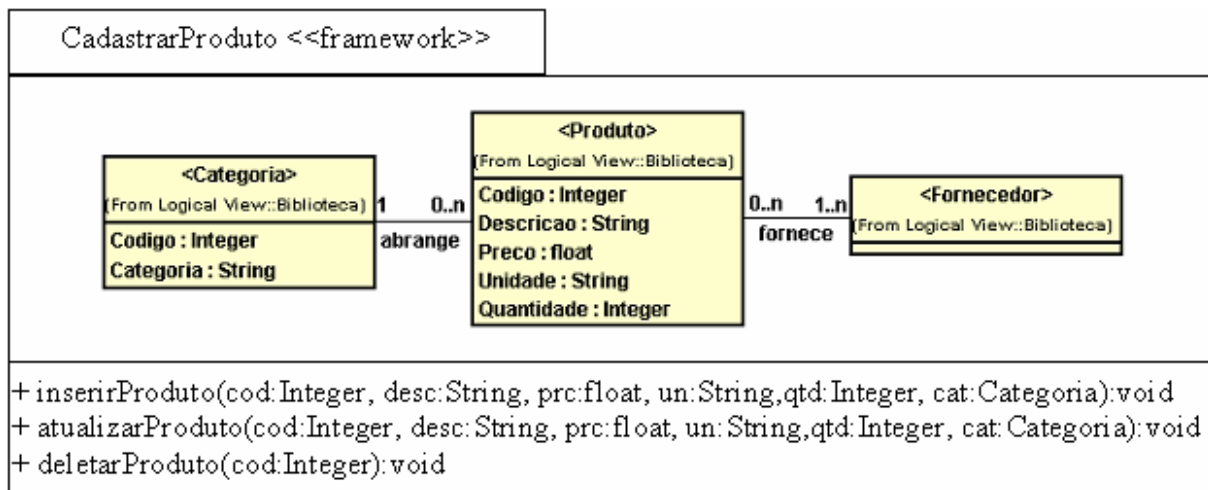 CadastrarProduto <<framework>>
<Categoria>
(From Logical View::Biblioteca)
Codigo : Integer
Categoria : String
1
0..n
abrange
<Produto>
(From Logical View::Biblioteca)
Codigo : Integer
Descricao : String
Preco : float
Unidade : String
Quantidade : Integer
0..n
1..n
fornece
<Fornecedor>
(From Logical View::Biblioteca)
+ inserirProduto(cod:Integer, desc:String, prc:float, un:String,qtd:Integer, cat:Categoria):void
+ atualizarProduto(cod:Integer, desc:String, prc:float, un:String,qtd:Integer, cat:Categoria):void
+ deletarProduto(cod:Integer):void